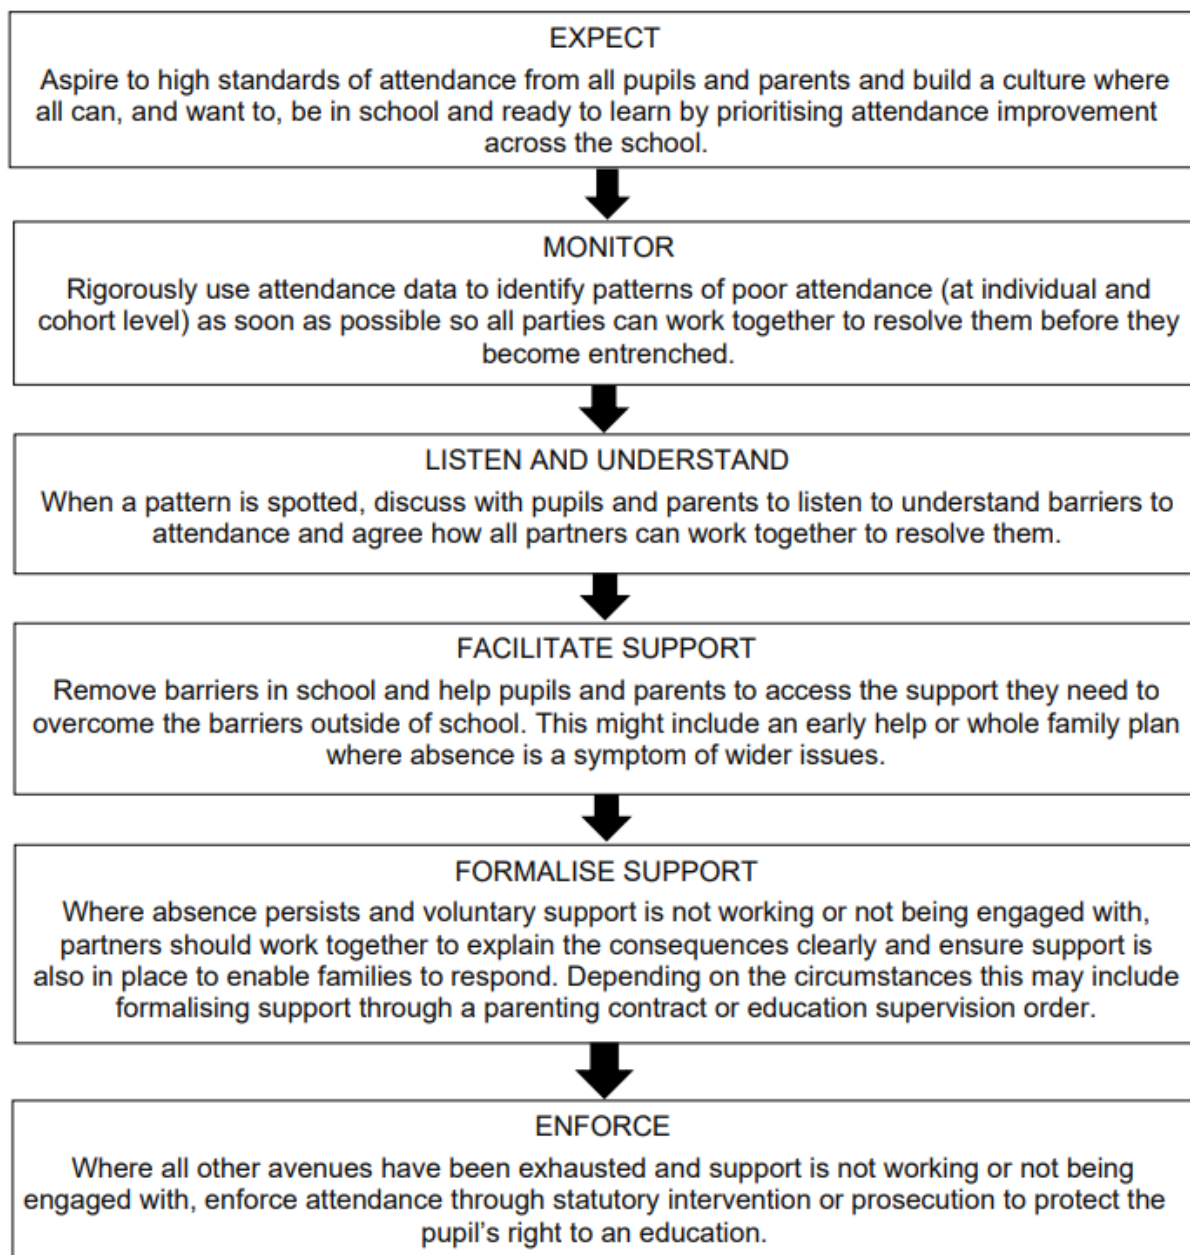 EXPECT
Aspire to high standards of attendance from all pupils and parents and build a culture where
all can, and want to, be in school and ready to learn by prioritising attendance improvement
across the school.
MONITOR
Rigorously use attendance data to identify patterns of poor attendance (at individual and
cohort level) as soon as possible so all parties can work together to resolve them before they
become entrenched.
LISTEN AND UNDERSTAND
When a pattern is spotted, discuss with pupils and parents to listen to understand barriers to
attendance and agree how all partners can work together to resolve them.
FACILITATE SUPPORT
Remove barriers in school and help pupils and parents to access the support they need to
overcome the barriers outside of school. This might include an early help or whole family plan
where absence is a symptom of wider issues.
FORMALISE SUPPORT
Where absence persists and voluntary support is not working or not being engaged with,
partners should work together to explain the consequences clearly and ensure support is
also in place to enable families to respond. Depending on the circumstances this may include
formalising support through a parenting contract or education supervision order.
ENFORCE
Where all other avenues have been exhausted and support is not working or not being
engaged with, enforce attendance through statutory intervention or prosecution to protect the
pupil's right to an education.